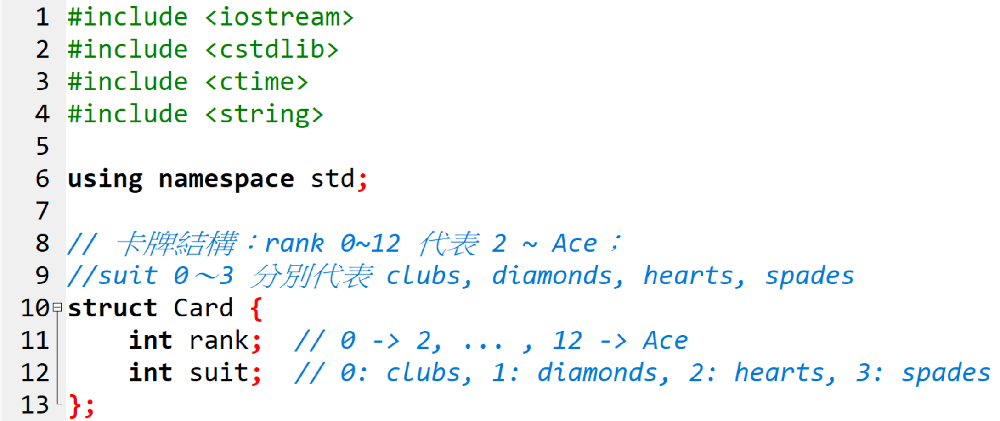 1 #include <iostream>
2 #include <cstdlib>
3 #include <ctime>
4 #include <string>
5
6 using namespace std;
7
8 // 卡牌結構：rank 0~12 代表 2 ~ Ace；
9 //suit 0～3 分別代表 clubs, diamonds, hearts, spades
10 struct Card {
11     int rank;  // 0 -> 2, ... , 12 -> Ace
12     int suit;  // 0: clubs, 1: diamonds, 2: hearts, 3: spades
13 };